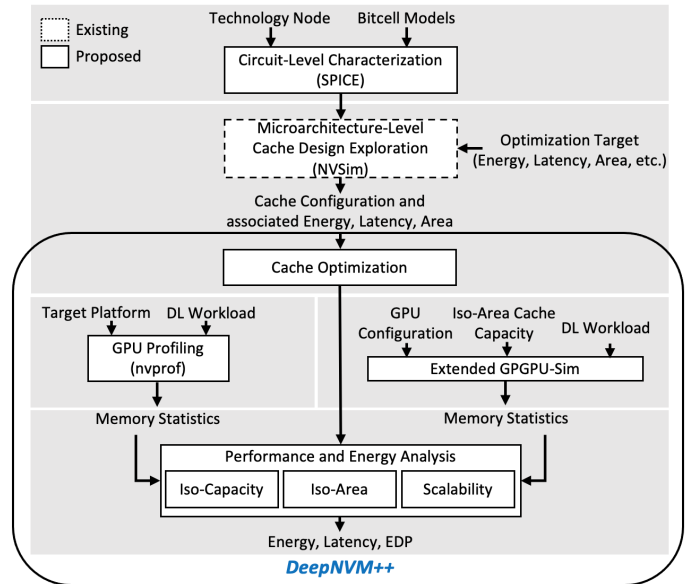 Existing
Proposed
Technology Node
Bitcell Models
Circuit-Level Characterization
(SPICE)
Microarchitecture-Level
Cache Design Exploration
(NVSim)
Optimization Target
(Energy, Latency, Area, etc.)
Cache Configuration and
associated Energy, Latency, Area
Cache Optimization
Target Platform
DL Workload
GPU Profiling
(nvprof)
Memory Statistics
GPU
Configuration
Iso-Area Cache
Capacity
DL Workload
Extended GPGPU-Sim
Memory Statistics
Performance and Energy Analysis
Iso-Capacity
Iso-Area
Scalability
Energy, Latency, EDP
DeepNVM++